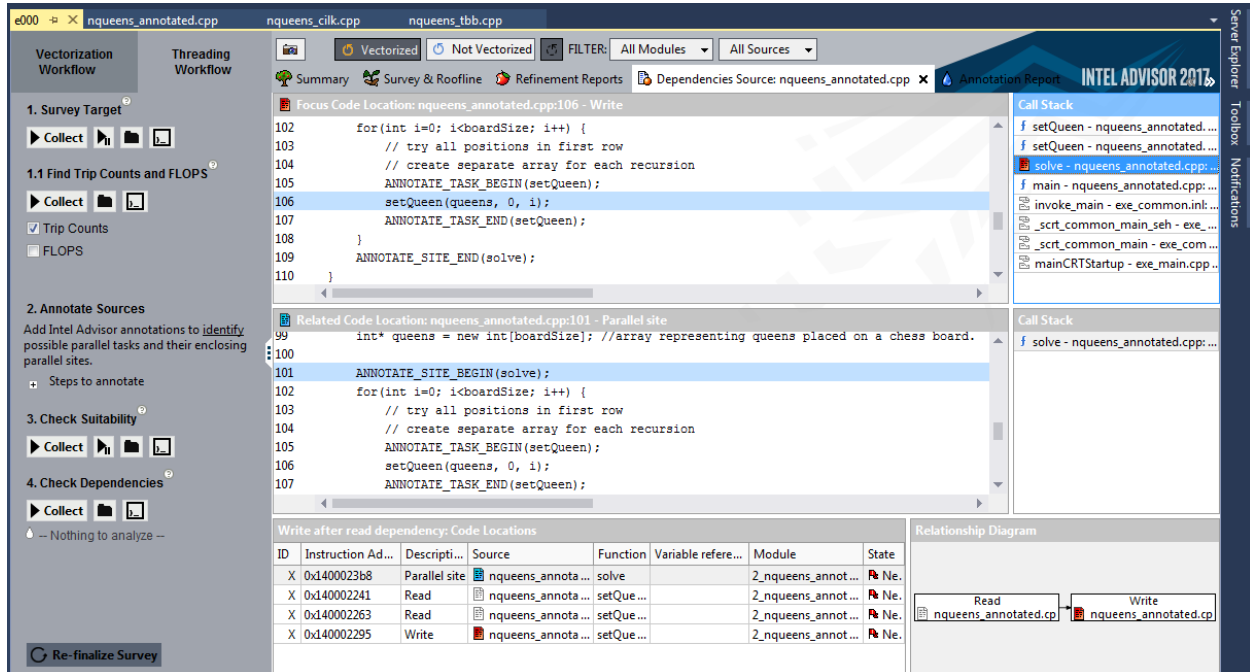 e000 nqueens_annotated.cpp nqueens_cilk.cpp nqueens_tbb.cpp
Vectorization Workflow
Threading Workflow
1. Survey Target
Collect
1.1 Find Trip Counts and FLOPS
Collect
Trip Counts
FLOPS
2. Annotate Sources
Add Intel Advisor annotations to identify
possible parallel tasks and their enclosing
parallel sites.
Steps to annotate
3. Check Suitability
Collect
4. Check Dependencies
Collect
-- Nothing to analyze --
Re-finalize Survey
Vectorized Not Vectorized FILTER: All Modules All Sources
Summary Survey & Roofline Refinement Reports Dependencies Source: nqueens_annotated.cpp Annotation Report INTEL ADVISOR 2017
Focus Code Location: nqueens_annotated.cpp:106 - Write
102 for(int i=0; i<boardSize; i++) {
103 // try all positions in first row
104 // create separate array for each recursion
105 ANNOTATE_TASK_BEGIN(setQueen);
106 setQueen(queens, 0, i);
107 ANNOTATE_TASK_END(setQueen);
108 }
109 ANNOTATE_SITE_END(solve);
110 }
Call Stack
setQueen - nqueens_annotated. ...
setQueen - nqueens_annotated. ...
solve - nqueens_annotated.cpp: ...
main - nqueens_annotated.cpp: ...
invoke_main - exe_common.inl: ...
_scrt_common_main_seh - exe_ ...
_scrt_common_main - exe_com ...
mainCRTStartup - exe_main.cpp ..
Related Code Location: nqueens_annotated.cpp:101 - Parallel site
99 int* queens = new int[boardSize]; //array representing queens placed on a chess board.
100
101 ANNOTATE_SITE_BEGIN(solve);
102 for(int i=0; i<boardSize; i++) {
103 // try all positions in first row
104 // create separate array for each recursion
105 ANNOTATE_TASK_BEGIN(setQueen);
106 setQueen(queens, 0, i);
107 ANNOTATE_TASK_END(setQueen);
Call Stack
solve - nqueens_annotated.cpp: ...
Write after read dependency: Code Locations
ID Instruction Ad... Descripti... Source Function Variable refere... Module State
X 0x1400023b8 Parallel site nqueens_annota ... solve 2_nqueens_annot ... Ne.
X 0x140002241 Read nqueens_annota ... setQue ... 2_nqueens_annot ... Ne.
X 0x140002263 Read nqueens_annota ... setQue ... 2_nqueens_annot ... Ne.
X 0x140002295 Write nqueens_annota ... setQue ... 2_nqueens_annot ... Ne.
Relationship Diagram
Read
nqueens_annotated.cp
Write
nqueens_annotated.cp
Server Explorer
Toolbox
Notifications